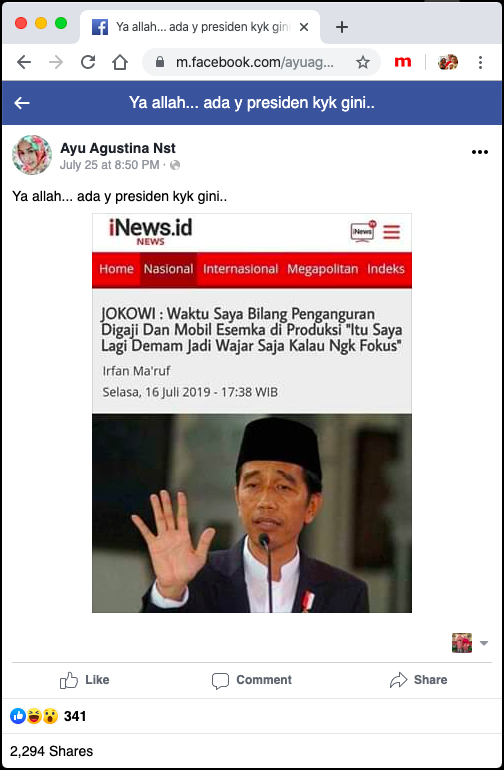 Ya allah... ada y presiden kyk gini
m.facebook.com/ayuag...
m
Ya allah... ada y presiden kyk gini..
Ayu Agustina Nst
July 25 at 8:50 PM ·
Ya allah... ada y presiden kyk gini..
iNews.id
NEWS
iNews
Home Nasional Internasional Megapolitan Indeks
JOKOWI : Waktu Saya Bilang Penganguran
Digaji Dan Mobil Esemka di Produksi "Itu Saya
Lagi Demam Jadi Wajar Saja Kalau Ngk Fokus"
Irfan Ma'ruf
Selasa, 16 Juli 2019 - 17:38 WIB
Like Comment Share
341
2,294 Shares